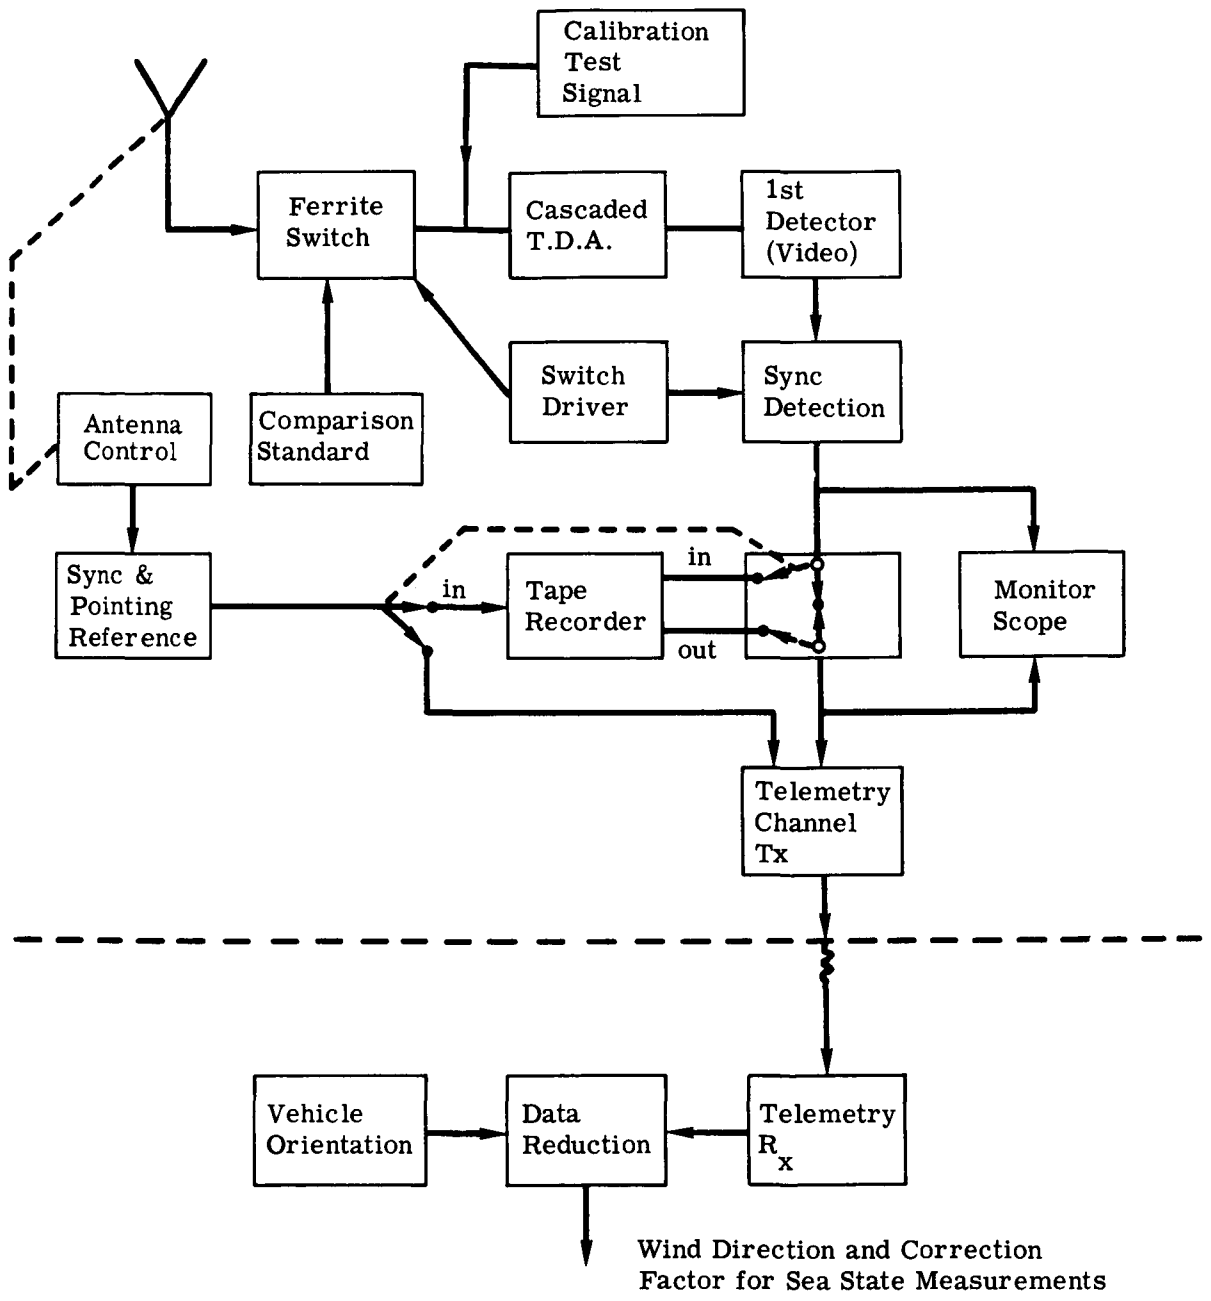 Calibration
Test
Signal
Ferrite
Switch
Cascaded
T.D.A.
1st
Detector
(Video)
Switch
Driver
Sync
Detection
Antenna
Control
Comparison
Standard
Sync &
Pointing
Reference
in
Tape
Recorder
in
out
Monitor
Scope
Telemetry
Channel
Tx
Vehicle
Orientation
Data
Reduction
Telemetry
Rx
Wind Direction and Correction
Factor for Sea State Measurements